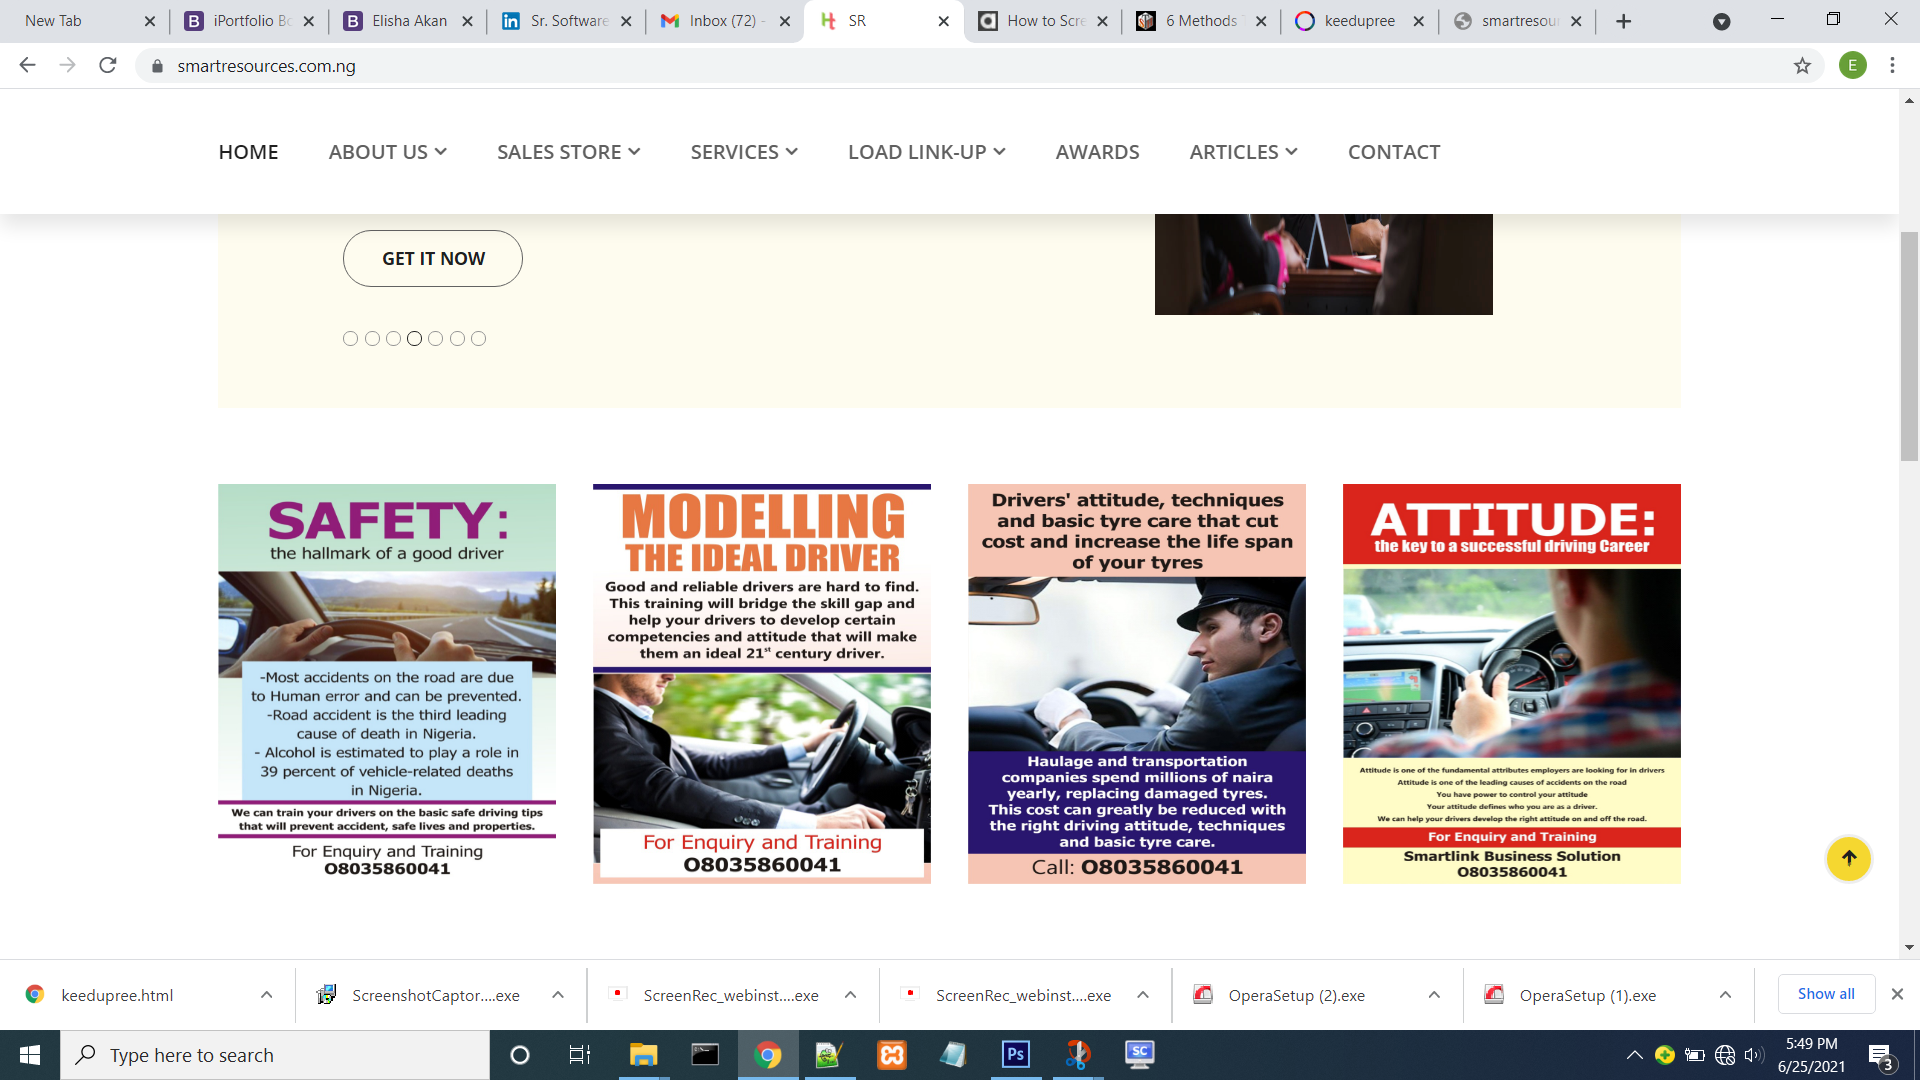 New Tab
iPortfolio Bo
Elisha Akan
Sr. Software
Inbox (72) -
SR
How to Scre
6 Methods
keedupree
smartresour
smartresources.com.ng
E
HOME
ABOUT US
SALES STORE
SERVICES
LOAD LINK-UP
AWARDS
ARTICLES
CONTACT
GET IT NOW
SAFETY:
the hallmark of a good driver
-Most accidents on the road are due
to Human error and can be prevented.
-Road accident is the third leading
cause of death in Nigeria.
- Alcohol is estimated to play a role in
39 percent of vehicle-related deaths
in Nigeria.
We can train your drivers on the basic safe driving tips
that will prevent accident, safe lives and properties.
For Enquiry and Training
O8035860041
MODELLING
THE IDEAL DRIVER
Good and reliable drivers are hard to find.
This training will bridge the skill gap and
help your drivers to develop certain
competencies and attitude that will make
them an ideal 21st century driver.
For Enquiry and Training
O8035860041
Drivers' attitude, techniques
and basic tyre care that cut
cost and increase the life span
of your tyres
Haulage and transportation
companies spend millions of naira
yearly, replacing damaged tyres.
This cost can greatly be reduced with
the right driving attitude, techniques
and basic tyre care.
Call: O8035860041
ATTITUDE:
the key to a successful driving Career
Attitude is one of the fundamental attributes employers are looking for in drivers
Attitude is one of the leading causes of accidents on the road
You have power to control your attitude
Your attitude defines who you are as a driver.
We can help your drivers develop the right attitude on and off the road.
For Enquiry and Training
Smartlink Business Solution
O8035860041
keedupree.html
ScreenshotCaptor....exe
ScreenRec_webinst....exe
ScreenRec_webinst....exe
OperaSetup (2).exe
OperaSetup (1).exe
Show all
Type here to search
Ps
SC
5:49 PM
6/25/2021
3